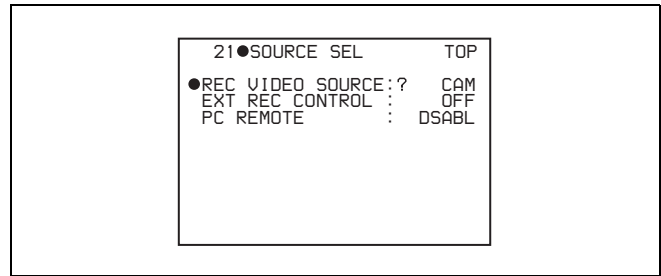 21●SOURCE SEL TOP
●REC VIDEO SOURCE:? CAM
EXT REC CONTROL : OFF
PC REMOTE : DSABL